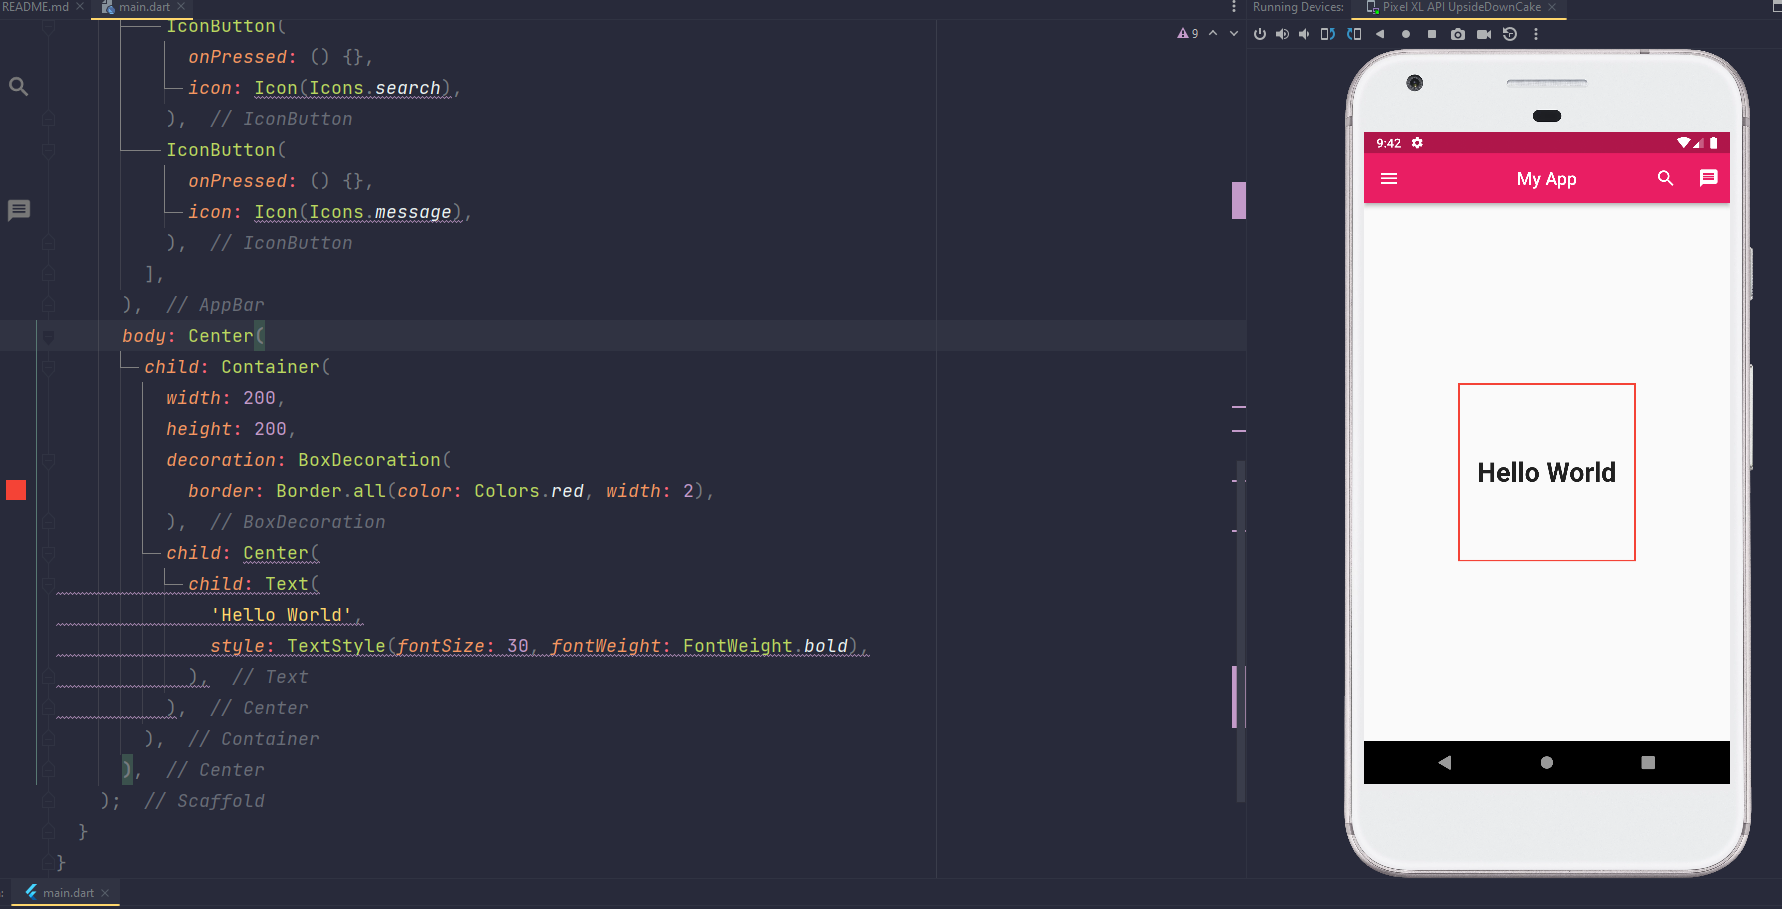 README.md
main.dart
Running Devices:
Pixel XL API UpsideDownCake
9
IconButton(
onPressed: () {},
icon: Icon(Icons.search),
), // IconButton
IconButton(
onPressed: () {},
icon: Icon(Icons.message),
), // IconButton
],
), // AppBar
body: Center(
child: Container(
width: 200,
height: 200,
decoration: BoxDecoration(
border: Border.all(color: Colors.red, width: 2),
), // BoxDecoration
child: Center(
child: Text(
'Hello World',
style: TextStyle(fontSize: 30, fontWeight: FontWeight.bold),
), // Text
), // Center
), // Container
), // Center
); // Scaffold
}
}
main.dart
9:42
My App
Hello World